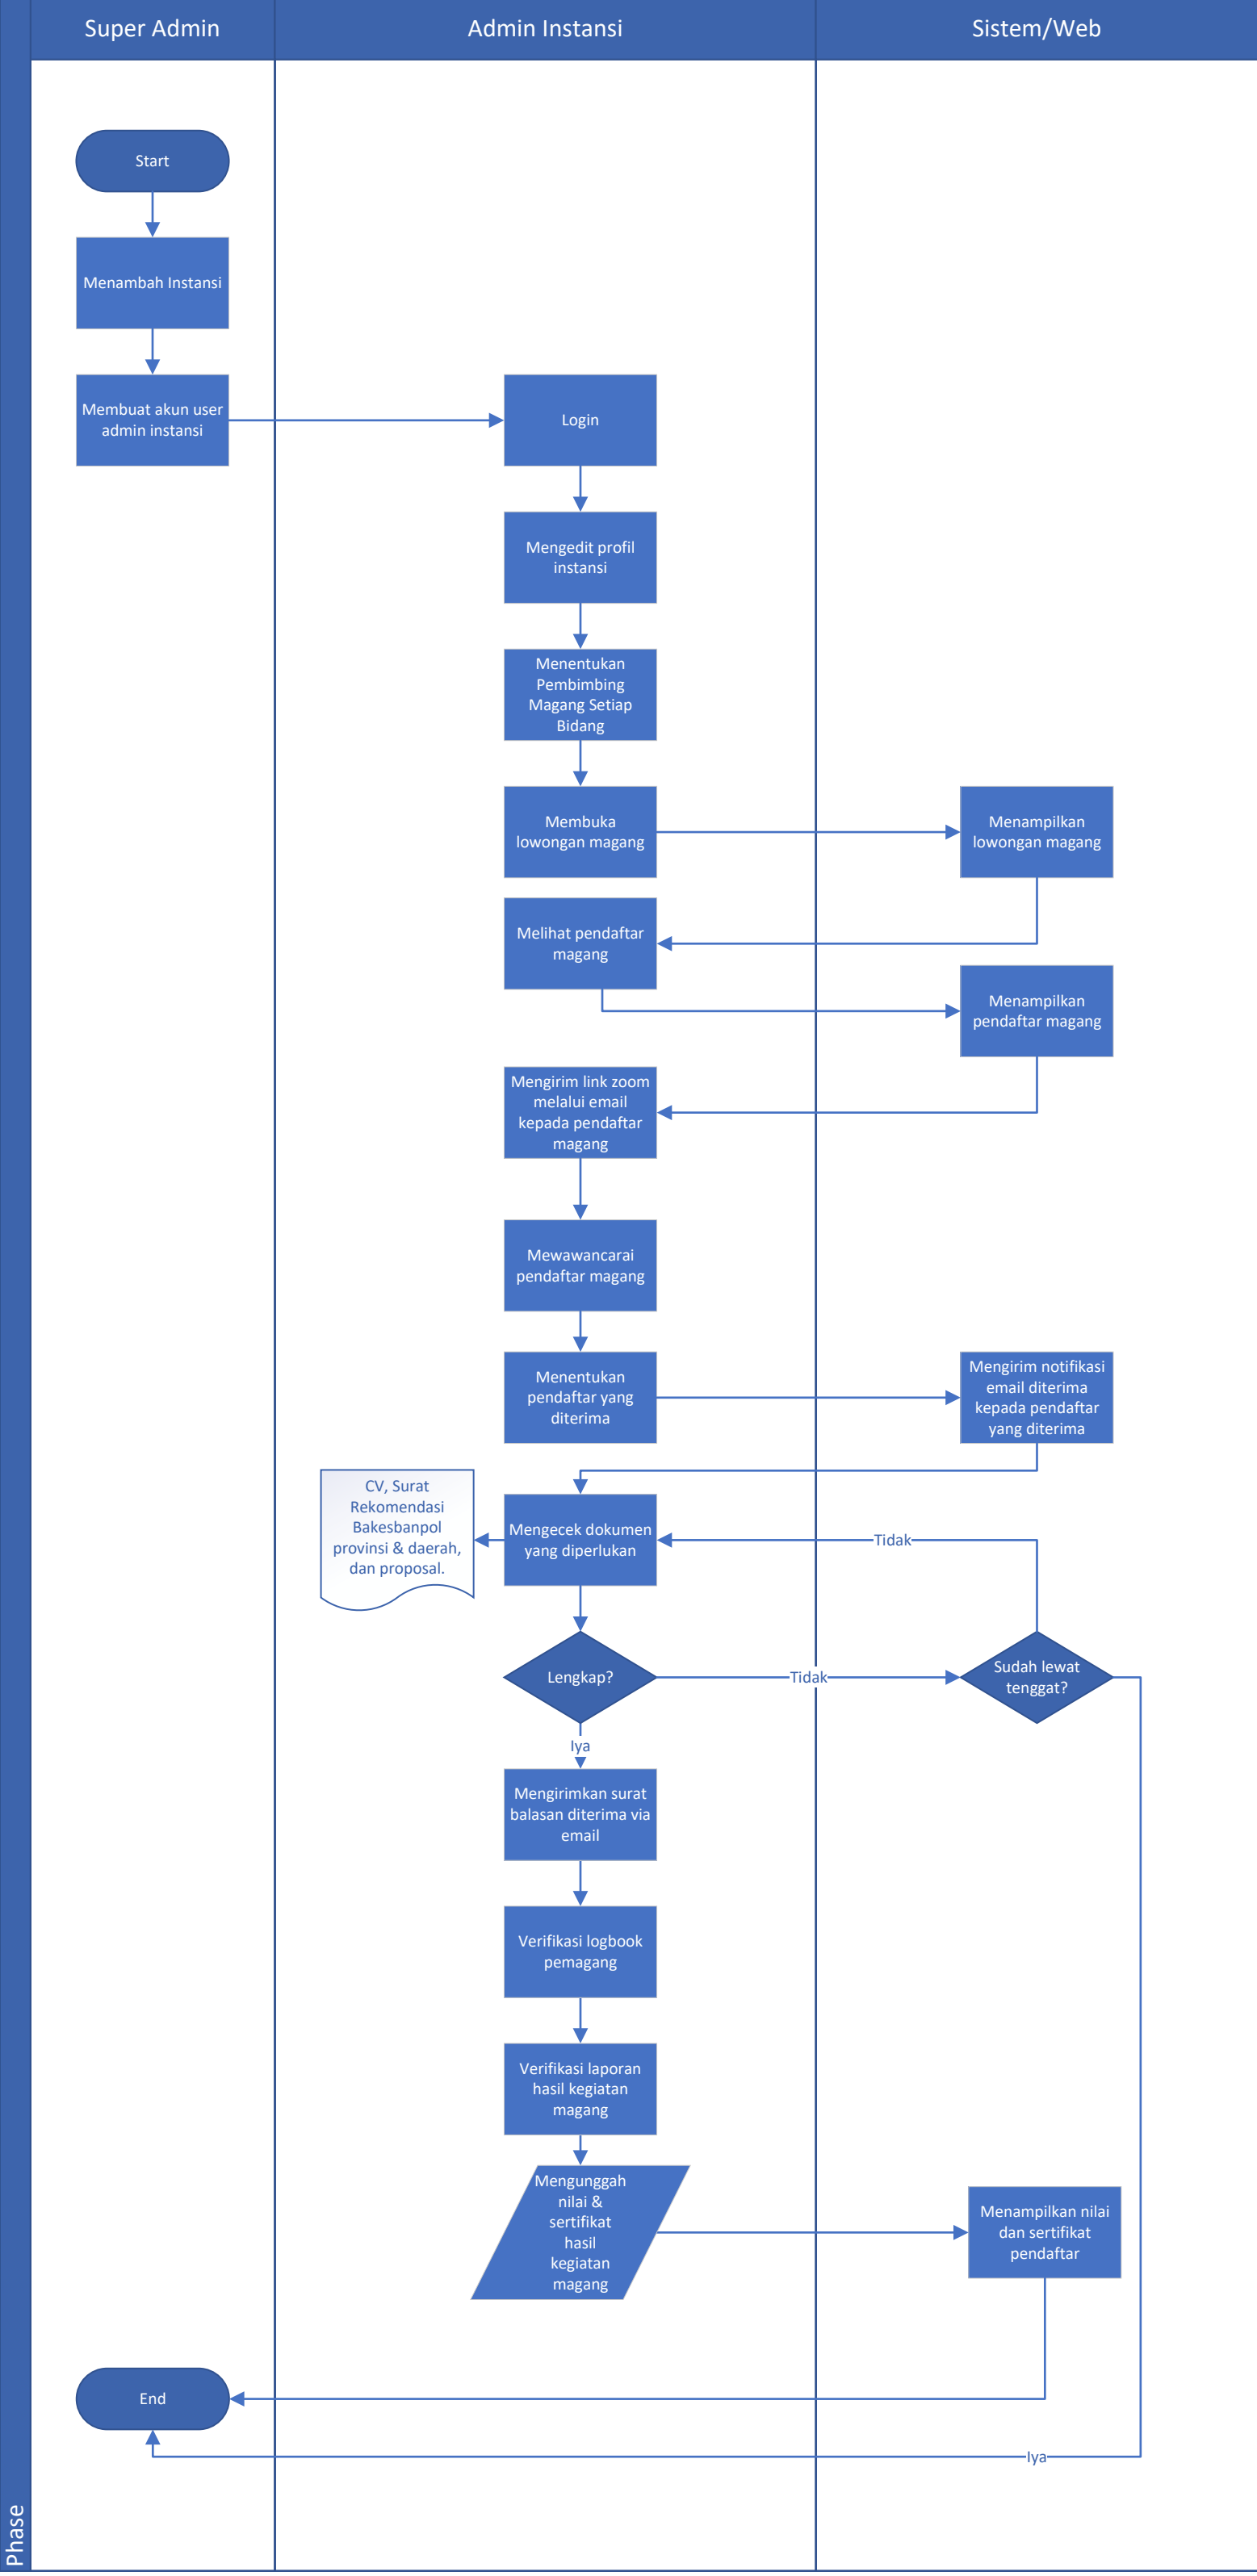 Super Admin
Admin Instansi
Sistem/Web
Start
Menambah Instansi
Membuat akun user
admin instansi
Login
Mengedit profil
instansi
Menentukan
Pembimbing
Magang Setiap
Bidang
Membuka
lowongan magang
Menampilkan
lowongan magang
Melihat pendaftar
magang
Menampilkan
pendaftar magang
Mengirim link zoom
melalui email
kepada pendaftar
magang
Mewawancarai
pendaftar magang
Menentukan
pendaftar yang
diterima
Mengirim notifikasi
email diterima
kepada pendaftar
yang diterima
CV, Surat
Rekomendasi
Bakesbanpol
provinsi & daerah,
dan proposal.
Mengecek dokumen
yang diperlukan
Tidak
Lengkap?
Tidak
Sudah lewat
tenggat?
Iya
Mengirimkan surat
balasan diterima via
email
Verifikasi logbook
pemagang
Verifikasi laporan
hasil kegiatan
magang
Mengunggah
nilai &
sertifikat
hasil
kegiatan
magang
Menampilkan nilai
dan sertifikat
pendaftar
End
Iya
Phase